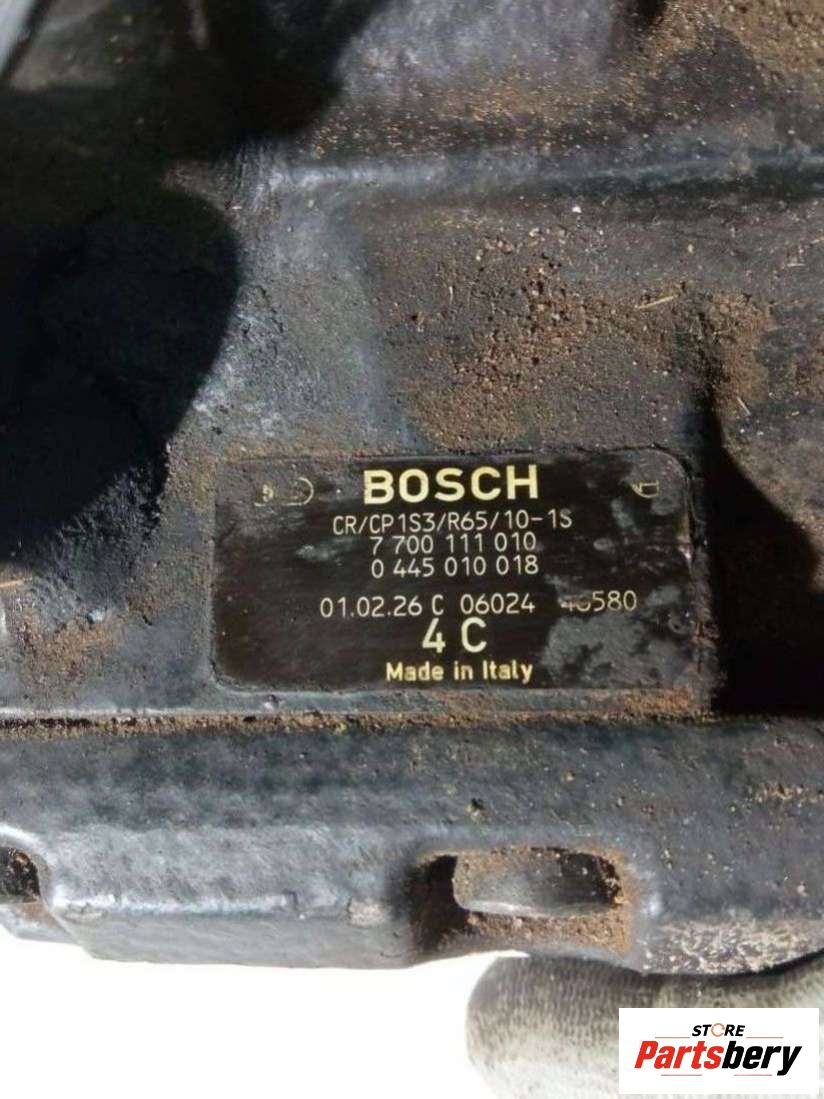 BOSCH
CR/CP1S3/R65/10-1S
7 700 111 010
0 445 010 018
01.02.26 C 06024
4 C
Made in Italy
STORE
Partsbery